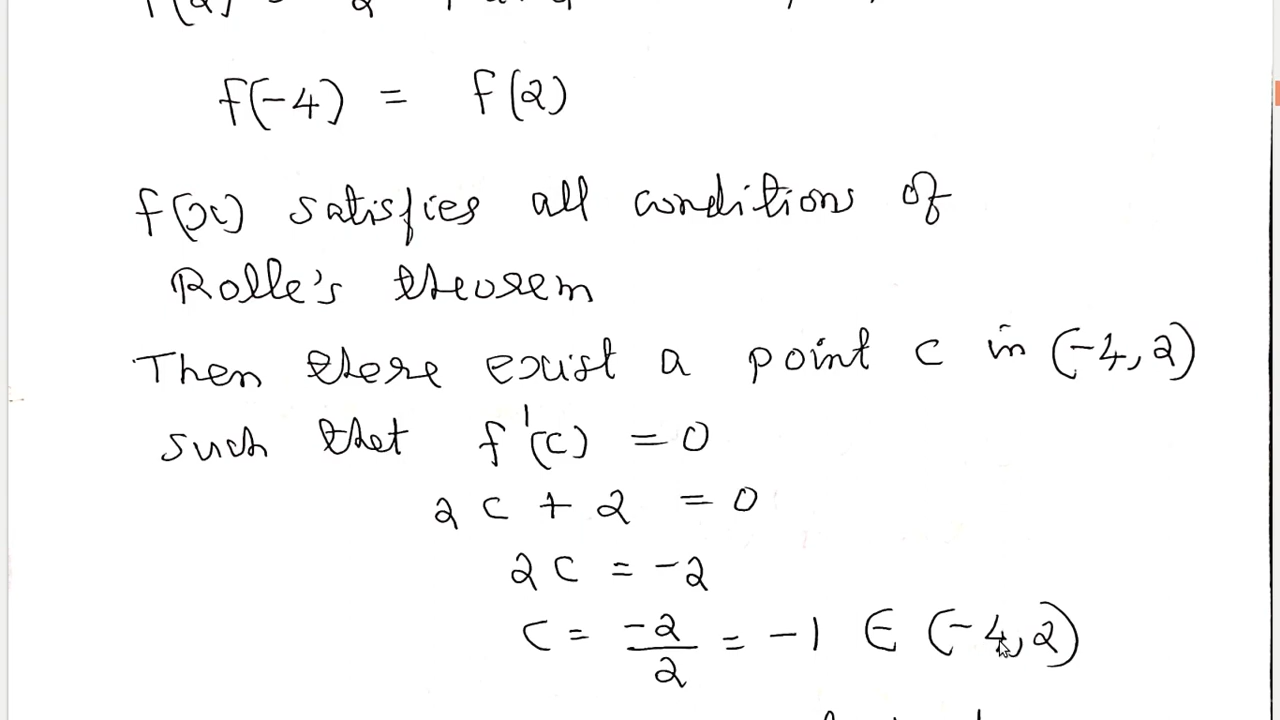 f(-4) = f(2)
f(x) satisfies all conditions of
Rolle's theorem
Then there exist a point c in (-4, 2)
such that f'(c) = 0
2c + 2 = 0
2c = -2
c = -2/2 = -1 ∈ (-4, 2)